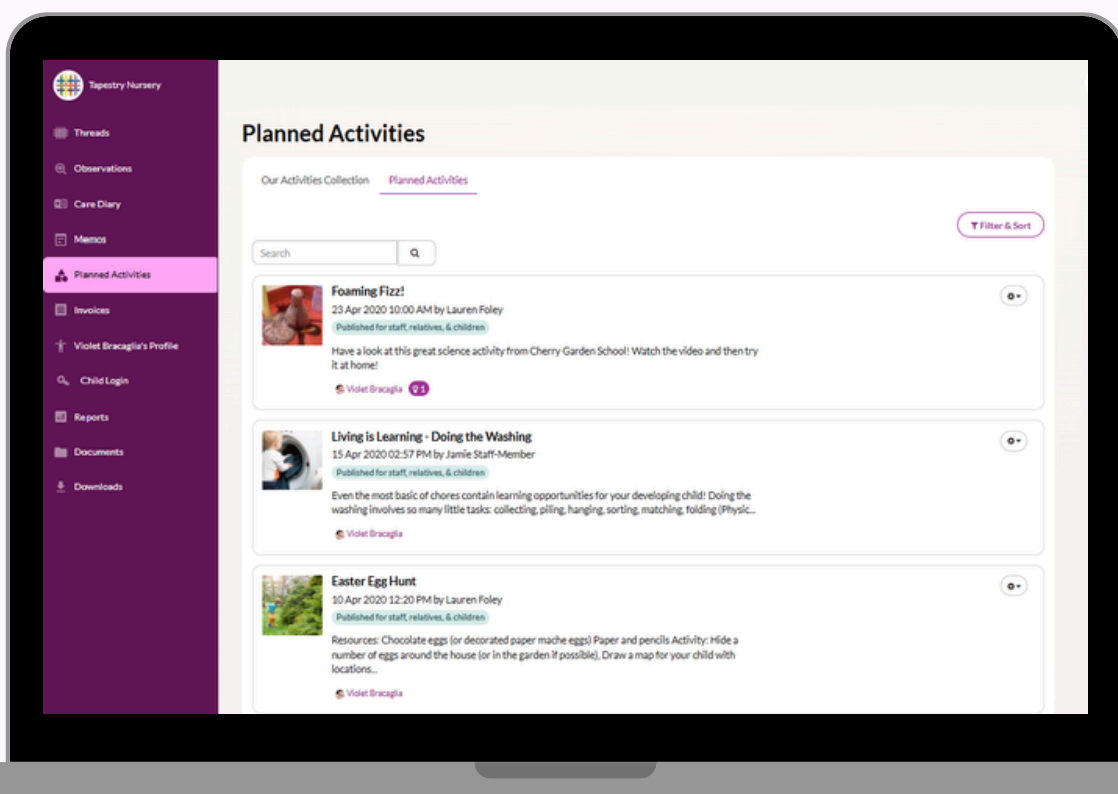 Tapestry Nursery
Threads
Observations
Care Diary
Memos
Planned Activities
Invoices
Violet Bracaglia's Profile
Child Login
Reports
Documents
Downloads
Planned Activities
Our Activities Collection Planned Activities
Filter & Sort
Search
Foaming Fizz!
23 Apr 2020 10:00 AM by Lauren Foley
Published for staff, relatives, & children
Have a look at this great science activity from Cherry Garden School! Watch the video and then try
it at home!
Violet Bracaglia 1
Living is Learning - Doing the Washing
15 Apr 2020 02:57 PM by Jamie Staff-Member
Published for staff, relatives, & children
Even the most basic of chores contain learning opportunities for your developing child! Doing the
washing involves so many little tasks: collecting, piling, hanging, sorting, matching, folding (Physic...
Violet Bracaglia
Easter Egg Hunt
10 Apr 2020 12:20 PM by Lauren Foley
Published for staff, relatives, & children
Resources: Chocolate eggs (or decorated paper mache eggs) Paper and pencils Activity: Hide a
number of eggs around the house (or in the garden if possible), Draw a map for your child with
locations...
Violet Bracaglia